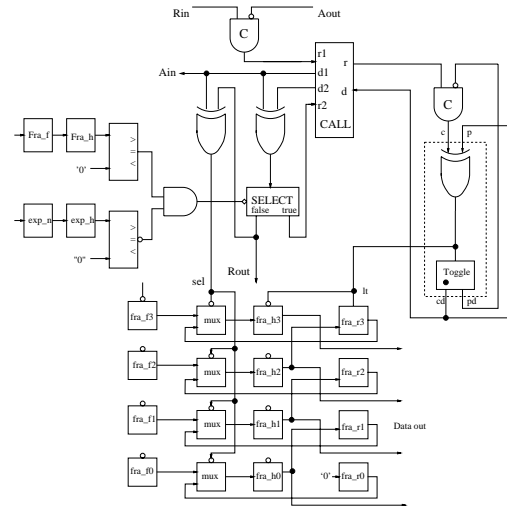 Rin Aout
C
r1
r
Ain
d1
d2
d
r2
CALL
C
c p
Fra_f Fra_h
>
=
<
'0'
exp_n exp_h
>
=
<
"0"
SELECT
false true
Rout
sel
lt
Toggle
cd pd
fra_f3 mux fra_h3 fra_r3
fra_f2 mux fra_h2 fra_r2
fra_f1 mux fra_h1 fra_r1 Data out
fra_f0 mux fra_h0 '0' fra_r0